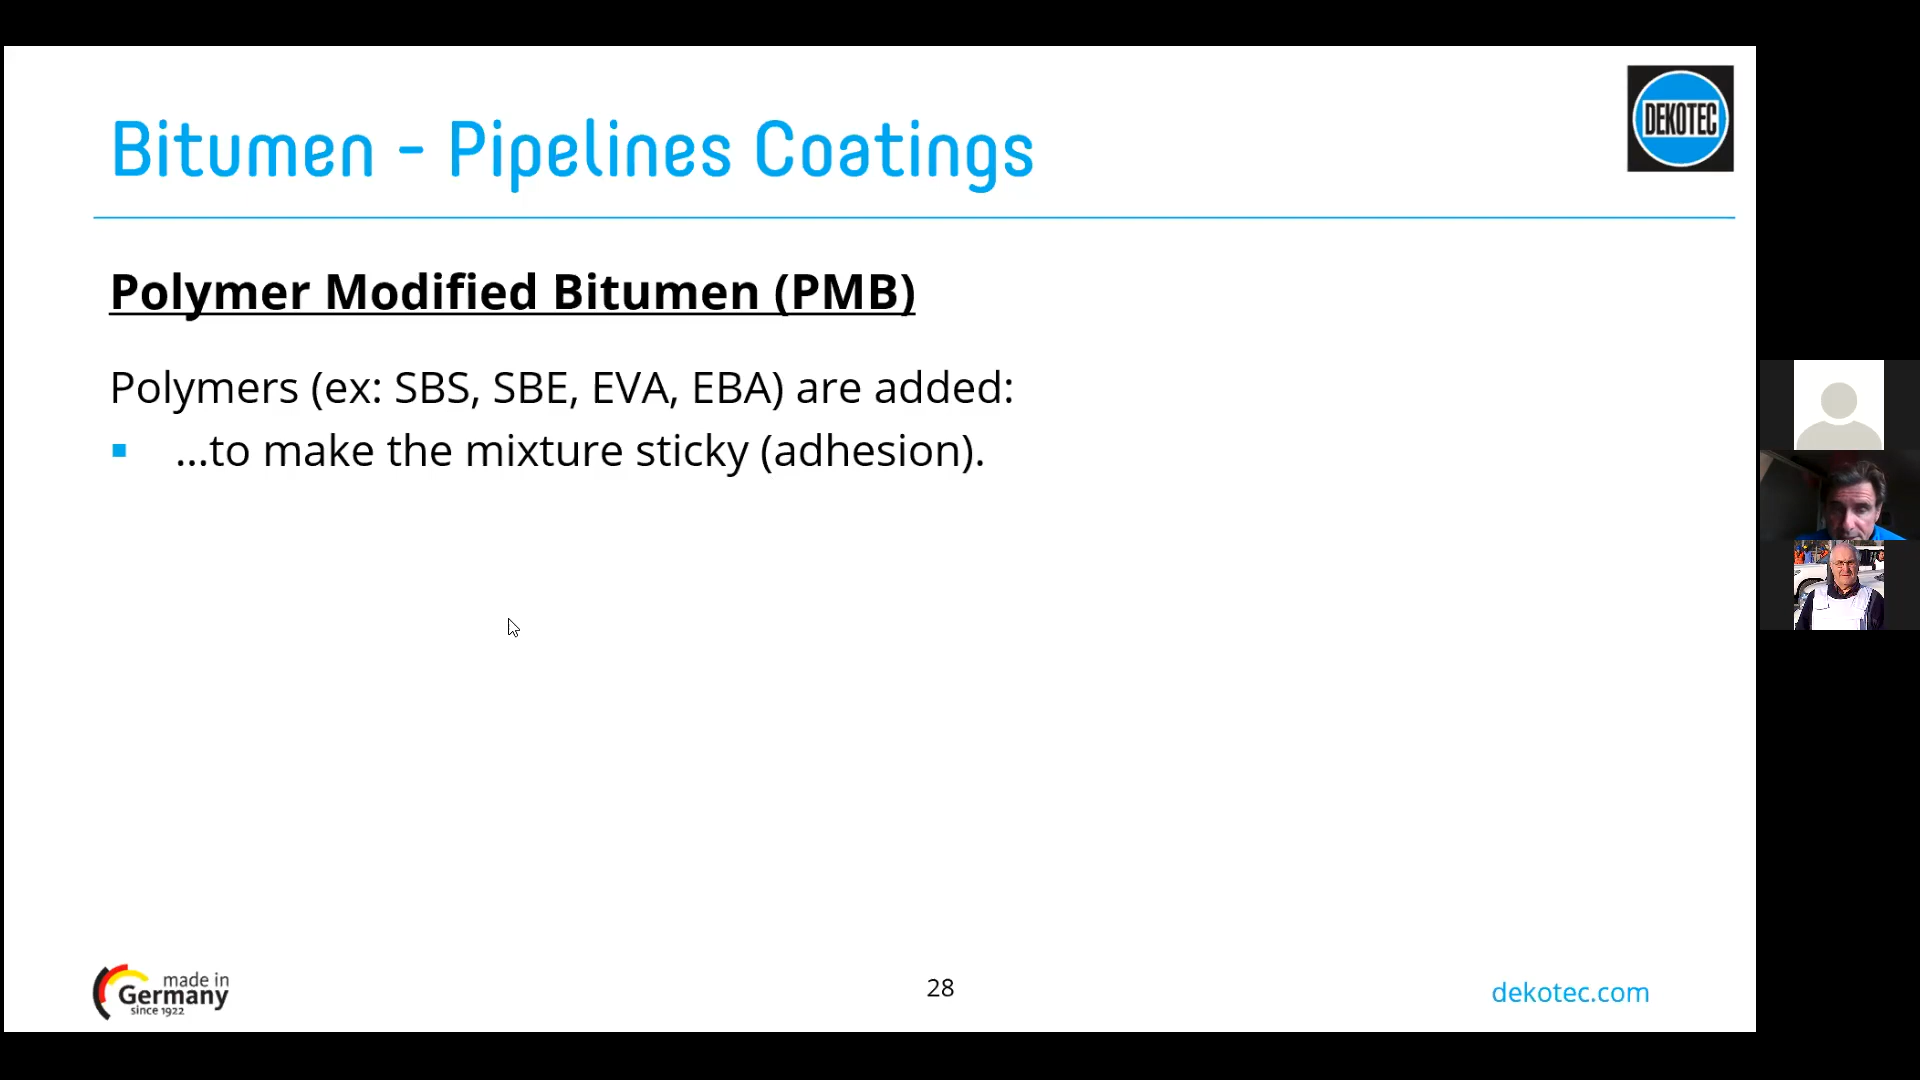 Bitumen - Pipelines Coatings
DEKOTEC
Polymer Modified Bitumen (PMB)
Polymers (ex: SBS, SBE, EVA, EBA) are added:
...to make the mixture sticky (adhesion).
made in
Germany
since 1922
28
dekotec.com